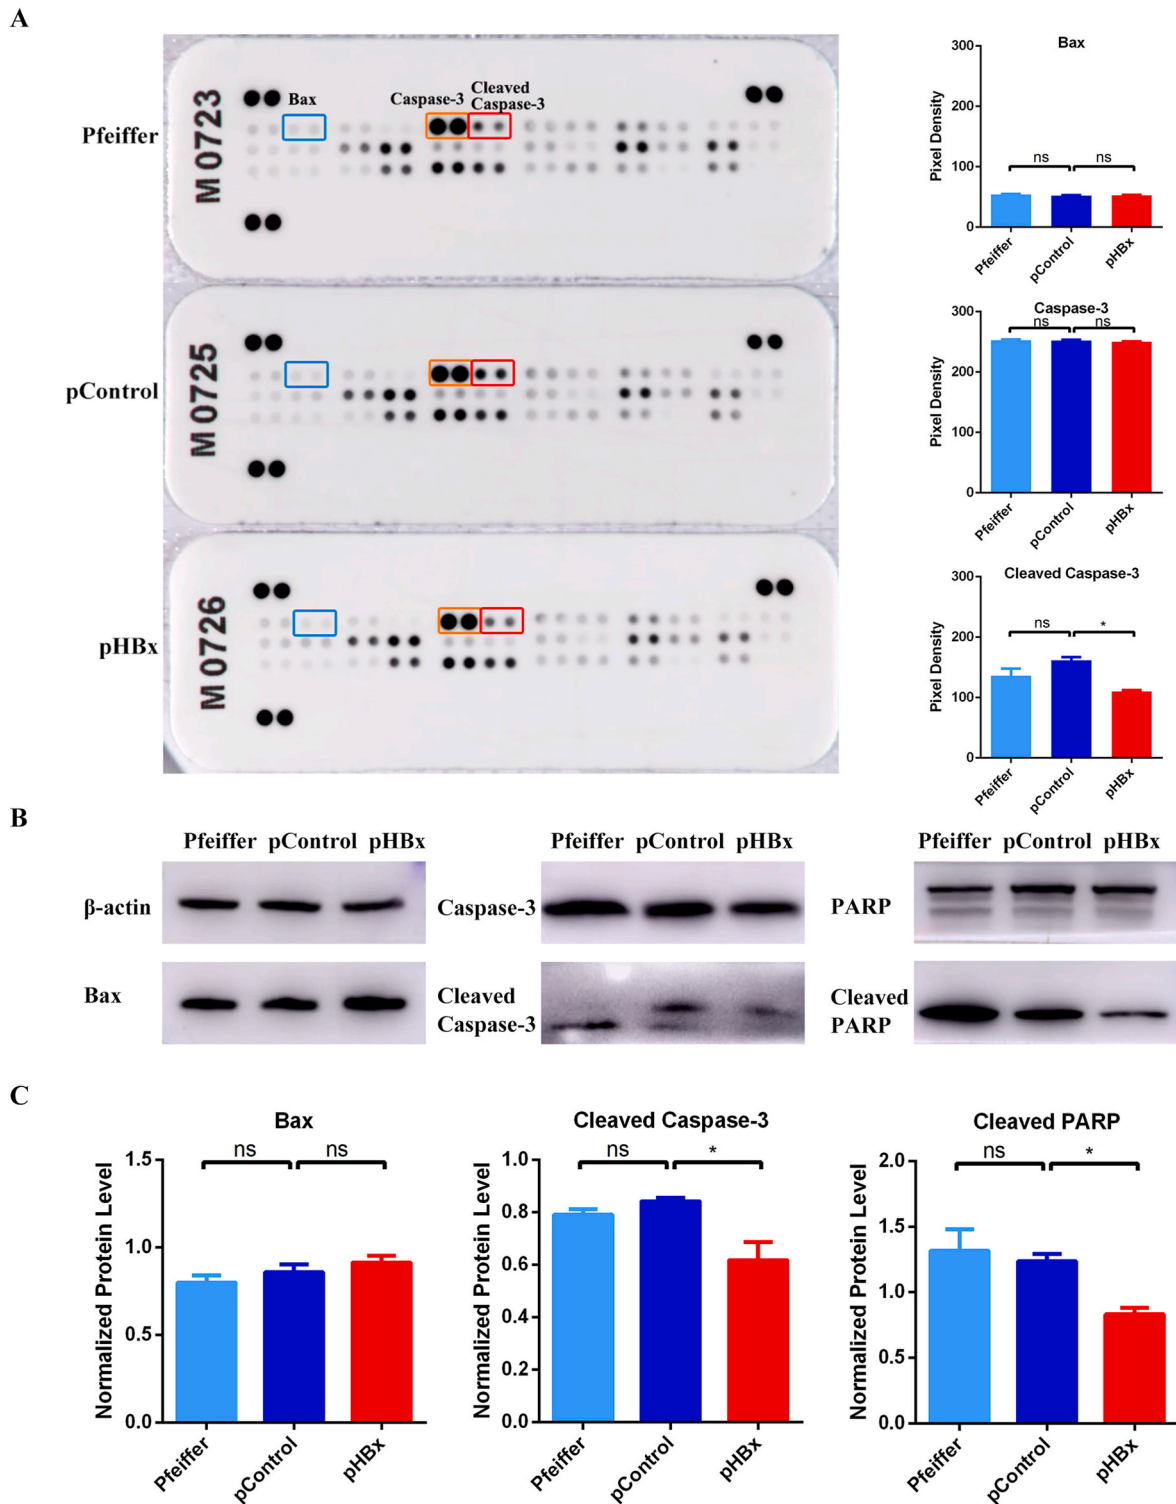 A
M 0723
Pfeiffer
Bax
Caspase-3
Cleaved
Caspase-3
M 0725
pControl
M 0726
pHBx
Bax
Pixel Density
300
200
100
0
ns
ns
Pfeiffer
pControl
pHBx
Caspase-3
Pixel Density
300
200
100
0
ns
ns
Pfeiffer
pControl
pHBx
Cleaved Caspase-3
Pixel Density
300
200
100
0
ns
*
Pfeiffer
pControl
pHBx
B
Pfeiffer pControl pHBx
β-actin
Bax
Pfeiffer pControl pHBx
Caspase-3
Cleaved
Caspase-3
Pfeiffer pControl pHBx
PARP
Cleaved
PARP
C
Bax
Normalized Protein Level
1.5
1.0
0.5
0.0
ns
ns
Pfeiffer
pControl
pHBx
Cleaved Caspase-3
Normalized Protein Level
1.0
0.8
0.6
0.4
0.2
0.0
ns
*
Pfeiffer
pControl
pHBx
Cleaved PARP
Normalized Protein Level
2.0
1.5
1.0
0.5
0.0
ns
*
Pfeiffer
pControl
pHBx